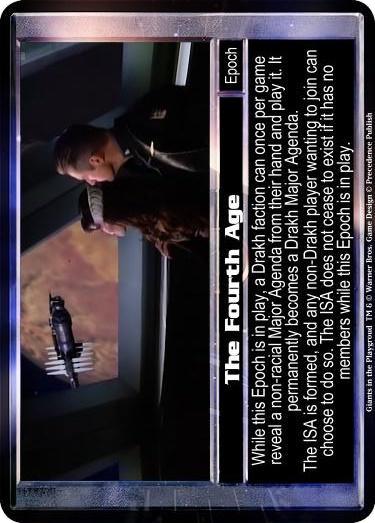 The Fourth Age
Epoch
While this Epoch is in play, a Drakh faction can once per game
reveal a non-racial Major Agenda from their hand and play it. It
permanently becomes a Drakh Major Agenda.
The ISA is formed, and any non-Drakh player wanting to join can
choose to do so. The ISA does not cease to exist if it has no
members while this Epoch is in play.
Giants in the Playgroud TM & © Warner Bros. Game Design © Precedence Publish